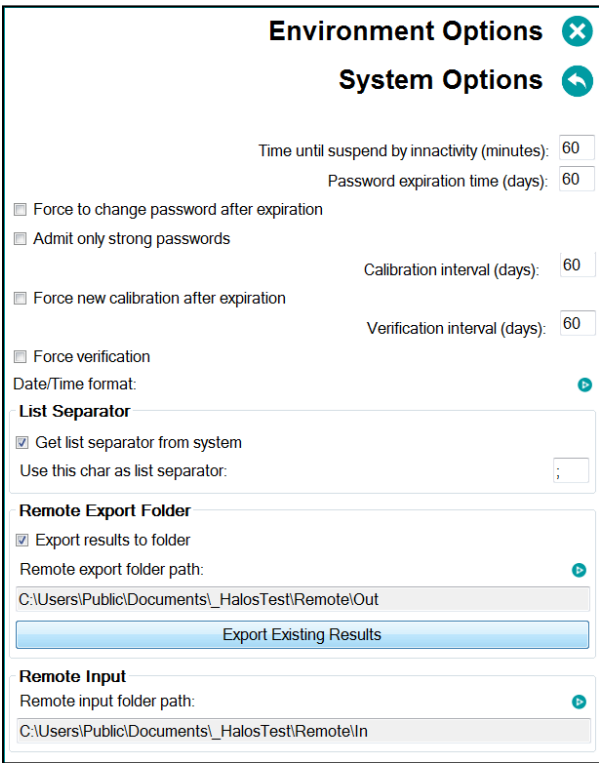 Environment Options
System Options
Time until suspend by innactivity (minutes): 60
Password expiration time (days): 60
Force to change password after expiration
Admit only strong passwords
Calibration interval (days): 60
Force new calibration after expiration
Verification interval (days): 60
Force verification
Date/Time format:
List Separator
Get list separator from system
Use this char as list separator: ;
Remote Export Folder
Export results to folder
Remote export folder path:
C:\Users\Public\Documents\_HalosTest\Remote\Out
Export Existing Results
Remote Input
Remote input folder path:
C:\Users\Public\Documents\_HalosTest\Remote\In